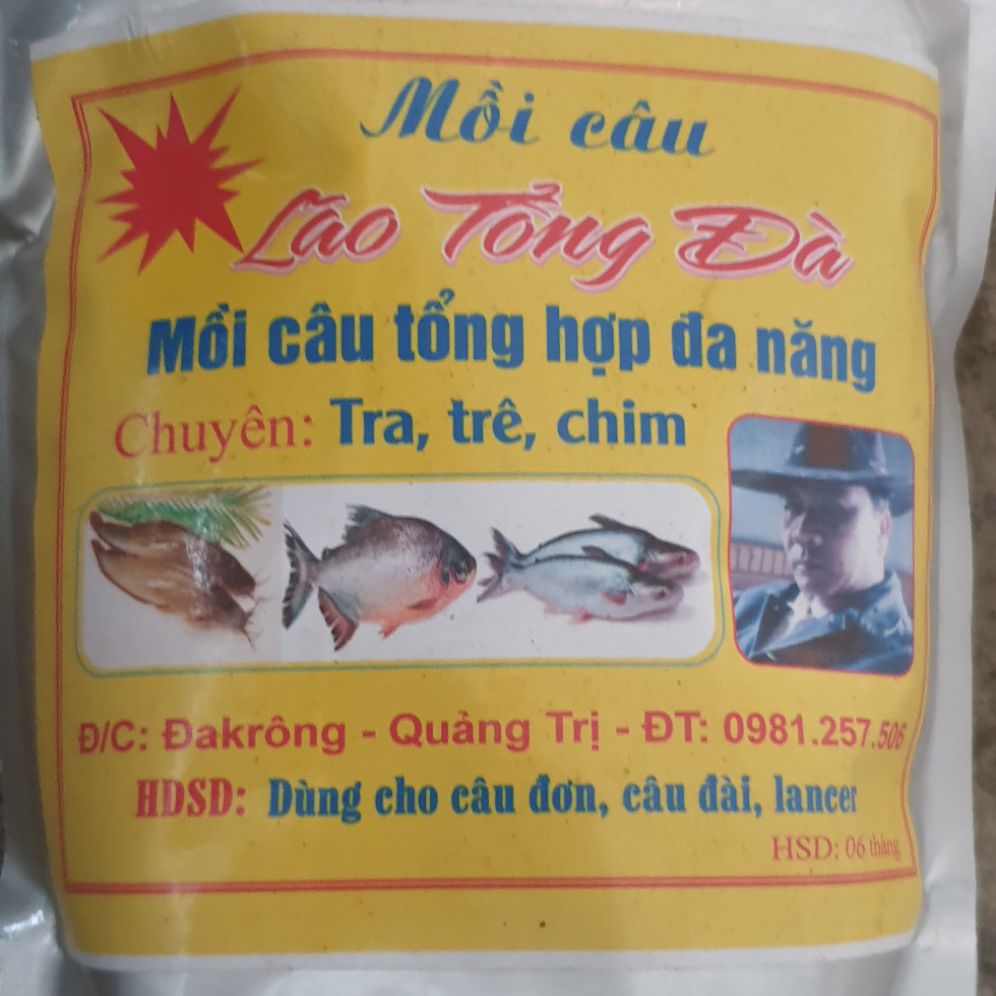 Mồi câu
Lão Tổng Đà
Mồi câu tổng hợp đa năng
Chuyên: Tra, trê, chim
Đ/C: Đakrông - Quảng Trị - ĐT: 0981.257.506
HDSD: Dùng cho câu đơn, câu đài, lancer
HSD: 06 tháng